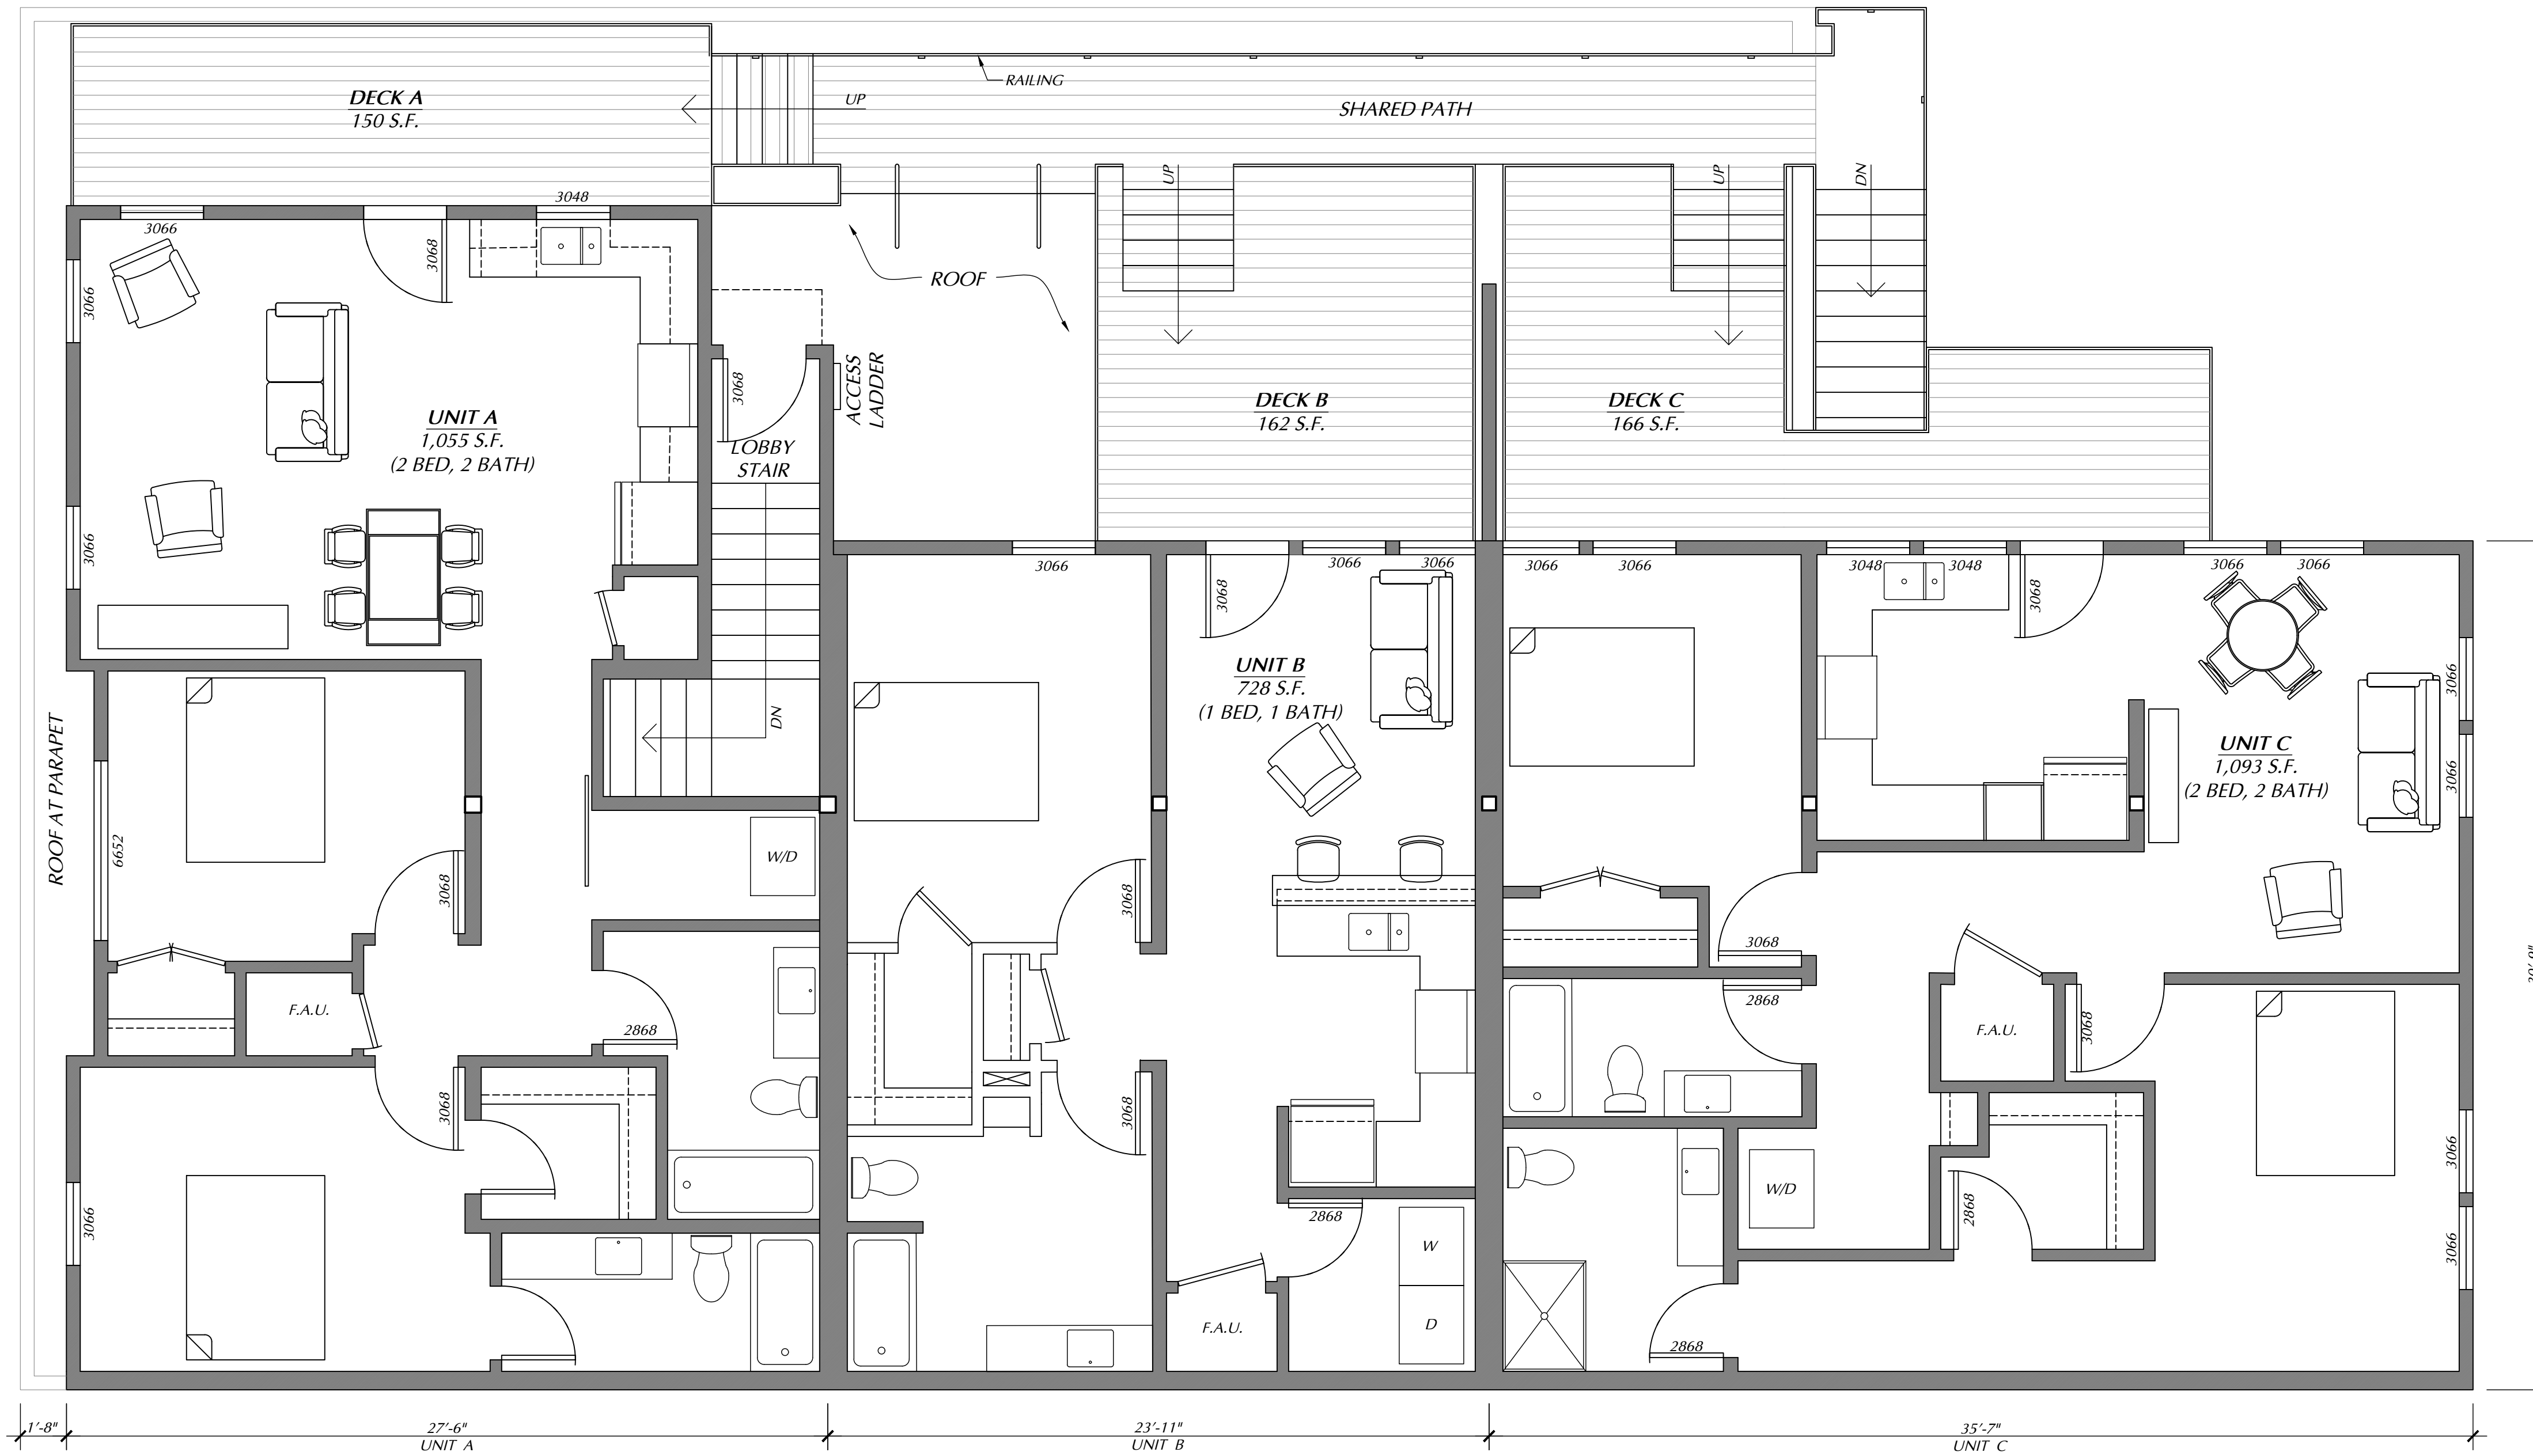 DECK A
150 S.F.
UP
RAILING
SHARED PATH
UP
UP
DN
3048
3066
3068
3066
ROOF
ACCESS
LADDER
3068
UNIT A
1,055 S.F.
(2 BED, 2 BATH)
LOBBY
STAIR
DECK B
162 S.F.
DECK C
166 S.F.
3066
3066
3066
3066
3066
3066
3048
3048
3066
3066
3068
3068
UNIT B
728 S.F.
(1 BED, 1 BATH)
3066
DN
ROOF AT PARAPET
UNIT C
1,093 S.F.
(2 BED, 2 BATH)
3066
6652
W/D
3068
3068
3068
F.A.U.
2868
2868
F.A.U.
3068
3068
3068
3066
W/D
2868
3066
2868
W
3066
D
F.A.U.
2868
1'-8"
27'-6"
UNIT A
23'-11"
UNIT B
35'-7"
UNIT C